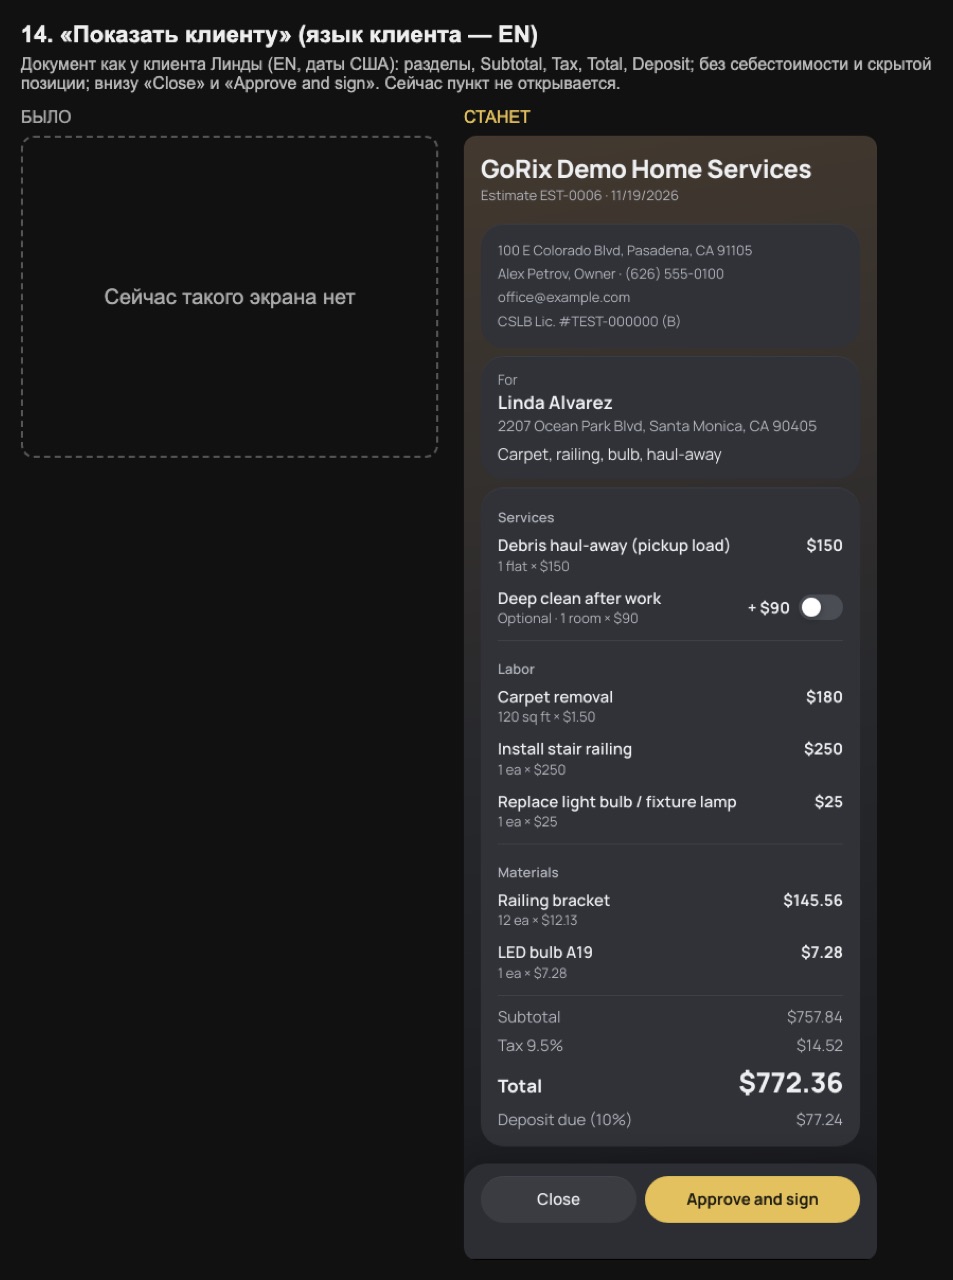 14. «Показать клиенту» (язык клиента — EN)
Документ как у клиента Линды (EN, даты США): разделы, Subtotal, Tax, Total, Deposit; без себестоимости и скрытой
позиции; внизу «Close» и «Approve and sign». Сейчас пункт не открывается.
БЫЛО
Сейчас такого экрана нет
СТАНЕТ
GoRix Demo Home Services
Estimate EST-0006 · 11/19/2026
100 E Colorado Blvd, Pasadena, CA 91105
Alex Petrov, Owner · (626) 555-0100
office@example.com
CSLB Lic. #TEST-000000 (B)
For
Linda Alvarez
2207 Ocean Park Blvd, Santa Monica, CA 90405
Carpet, railing, bulb, haul-away
Services
Debris haul-away (pickup load) $150
1 flat × $150
Deep clean after work + $90
Optional · 1 room × $90
Labor
Carpet removal $180
120 sq ft × $1.50
Install stair railing $250
1 ea × $250
Replace light bulb / fixture lamp $25
1 ea × $25
Materials
Railing bracket $145.56
12 ea × $12.13
LED bulb A19 $7.28
1 ea × $7.28
Subtotal $757.84
Tax 9.5% $14.52
Total $772.36
Deposit due (10%) $77.24
Close Approve and sign